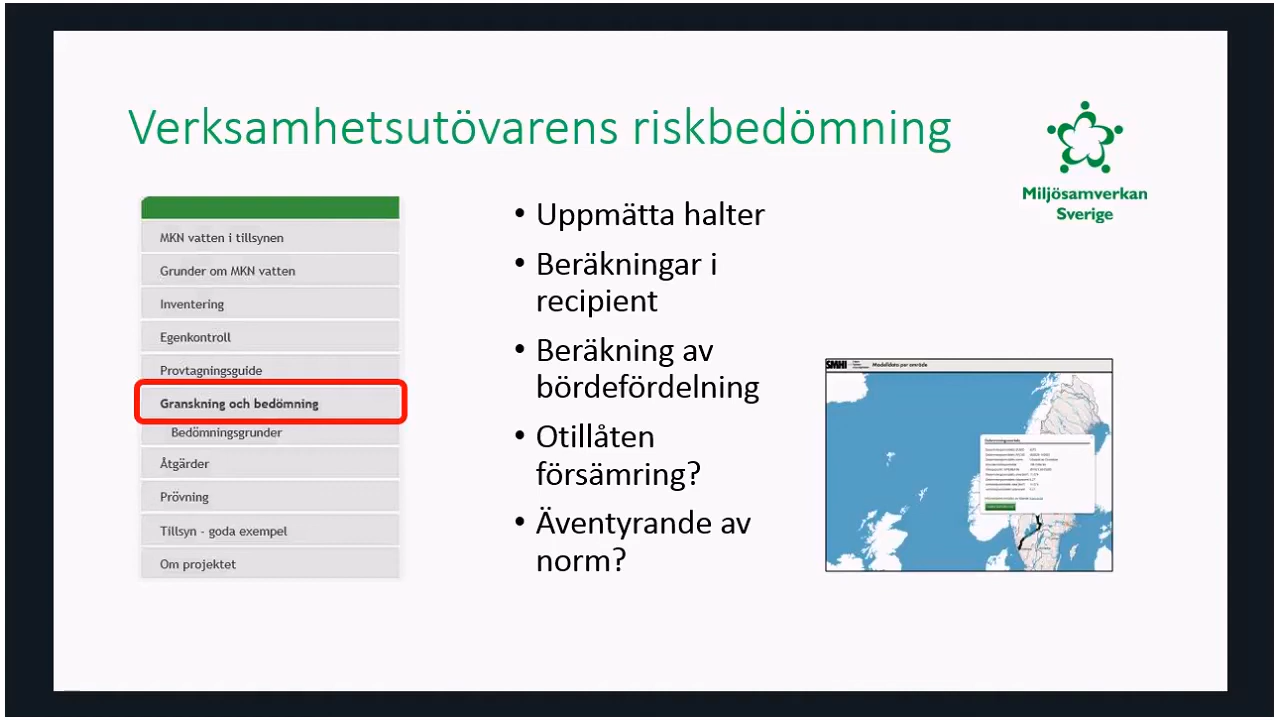 Verksamhetsutövarens riskbedömning
Miljösamverkan
Sverige
MKN vatten i tillsynen
Grunder om MKN vatten
Inventering
Egenkontroll
Provtagningsguide
Granskning och bedömning
Bedömningsgrunder
Åtgärder
Prövning
Tillsyn - goda exempel
Om projektet
• Uppmätta halter
• Beräkningar i
recipient
• Beräkning av
bördefördelning
• Otillåten
försämring?
• Äventyrande av
norm?
SMHI
Modelldata per område